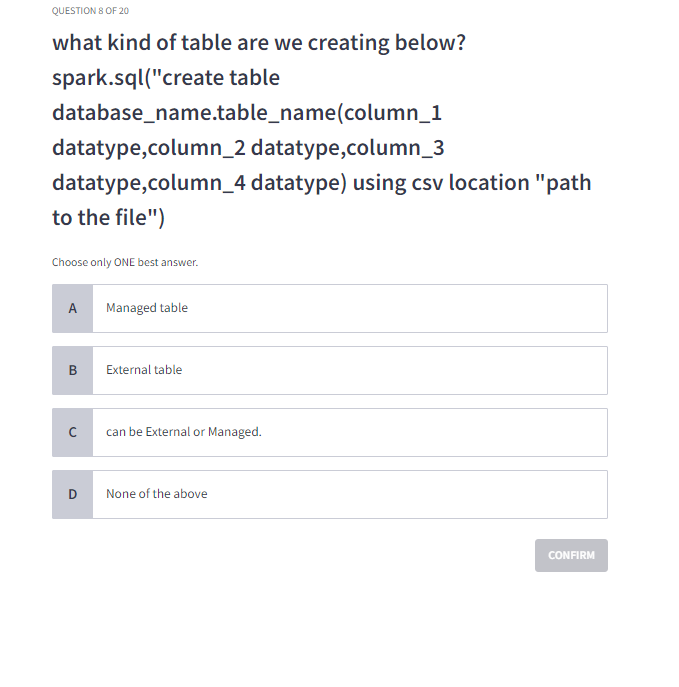 QUESTION 8 OF 20
what kind of table are we creating below?
spark.sql("create table
database_name.table_name(column_1
datatype,column_2 datatype,column_3
datatype,column_4 datatype) using csv location "path
to the file")
Choose only ONE best answer.
A Managed table
B External table
C can be External or Managed.
D None of the above
CONFIRM